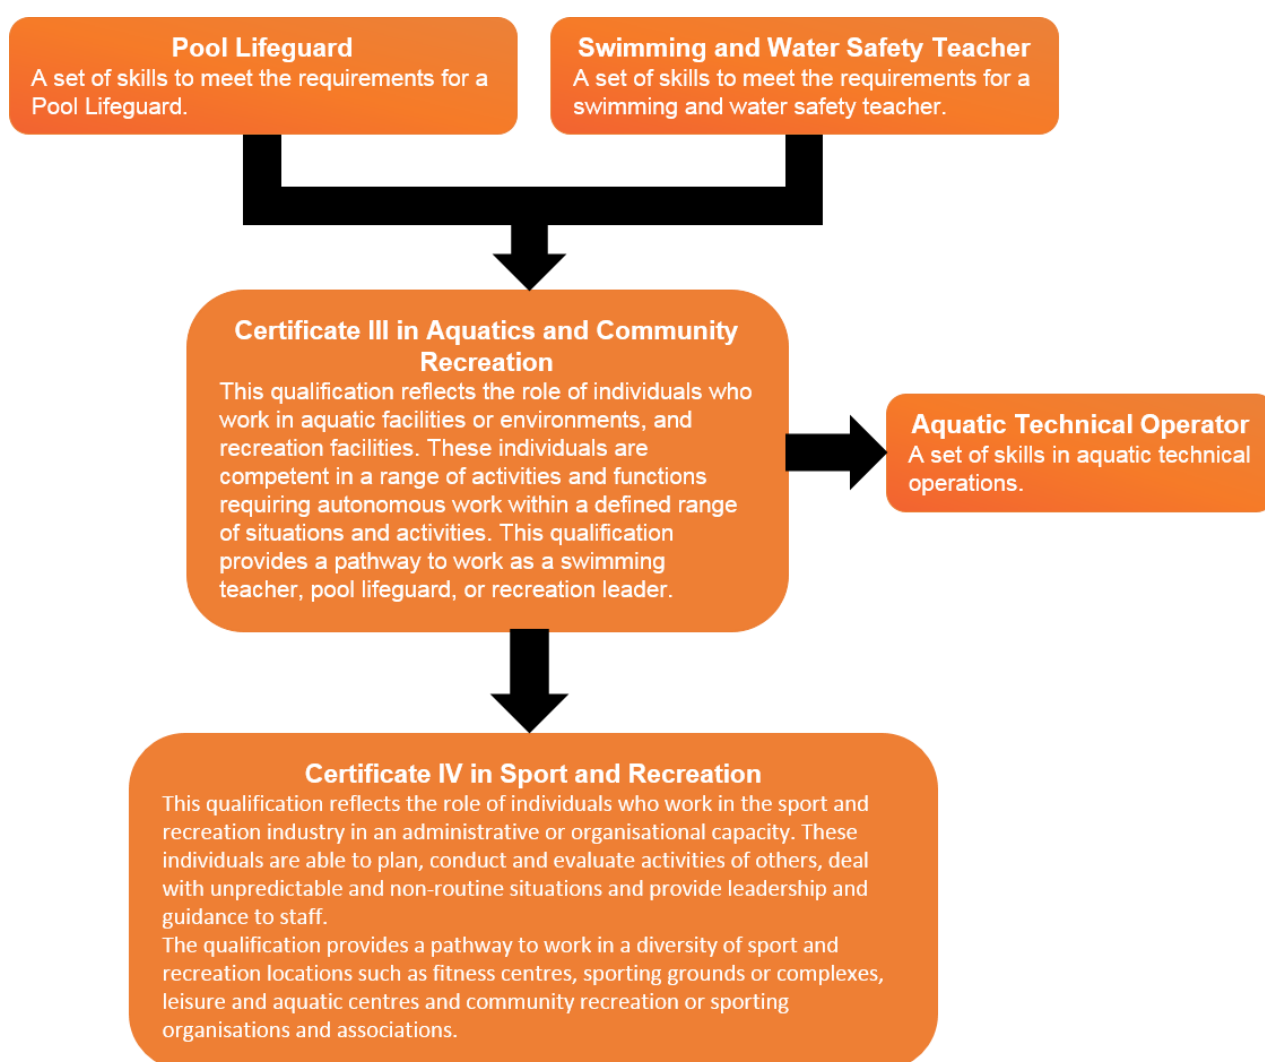 Pool Lifeguard
A set of skills to meet the requirements for a
Pool Lifeguard.
Swimming and Water Safety Teacher
A set of skills to meet the requirements for a
swimming and water safety teacher.
Certificate III in Aquatics and Community
Recreation
This qualification reflects the role of individuals who
work in aquatic facilities or environments, and
recreation facilities. These individuals are
competent in a range of activities and functions
requiring autonomous work within a defined range
of situations and activities. This qualification
provides a pathway to work as a swimming
teacher, pool lifeguard, or recreation leader.
Aquatic Technical Operator
A set of skills in aquatic technical
operations.
Certificate IV in Sport and Recreation
This qualification reflects the role of individuals who work in the sport and
recreation industry in an administrative or organisational capacity. These
individuals are able to plan, conduct and evaluate activities of others, deal
with unpredictable and non-routine situations and provide leadership and
guidance to staff.
The qualification provides a pathway to work in a diversity of sport and
recreation locations such as fitness centres, sporting grounds or complexes,
leisure and aquatic centres and community recreation or sporting
organisations and associations.